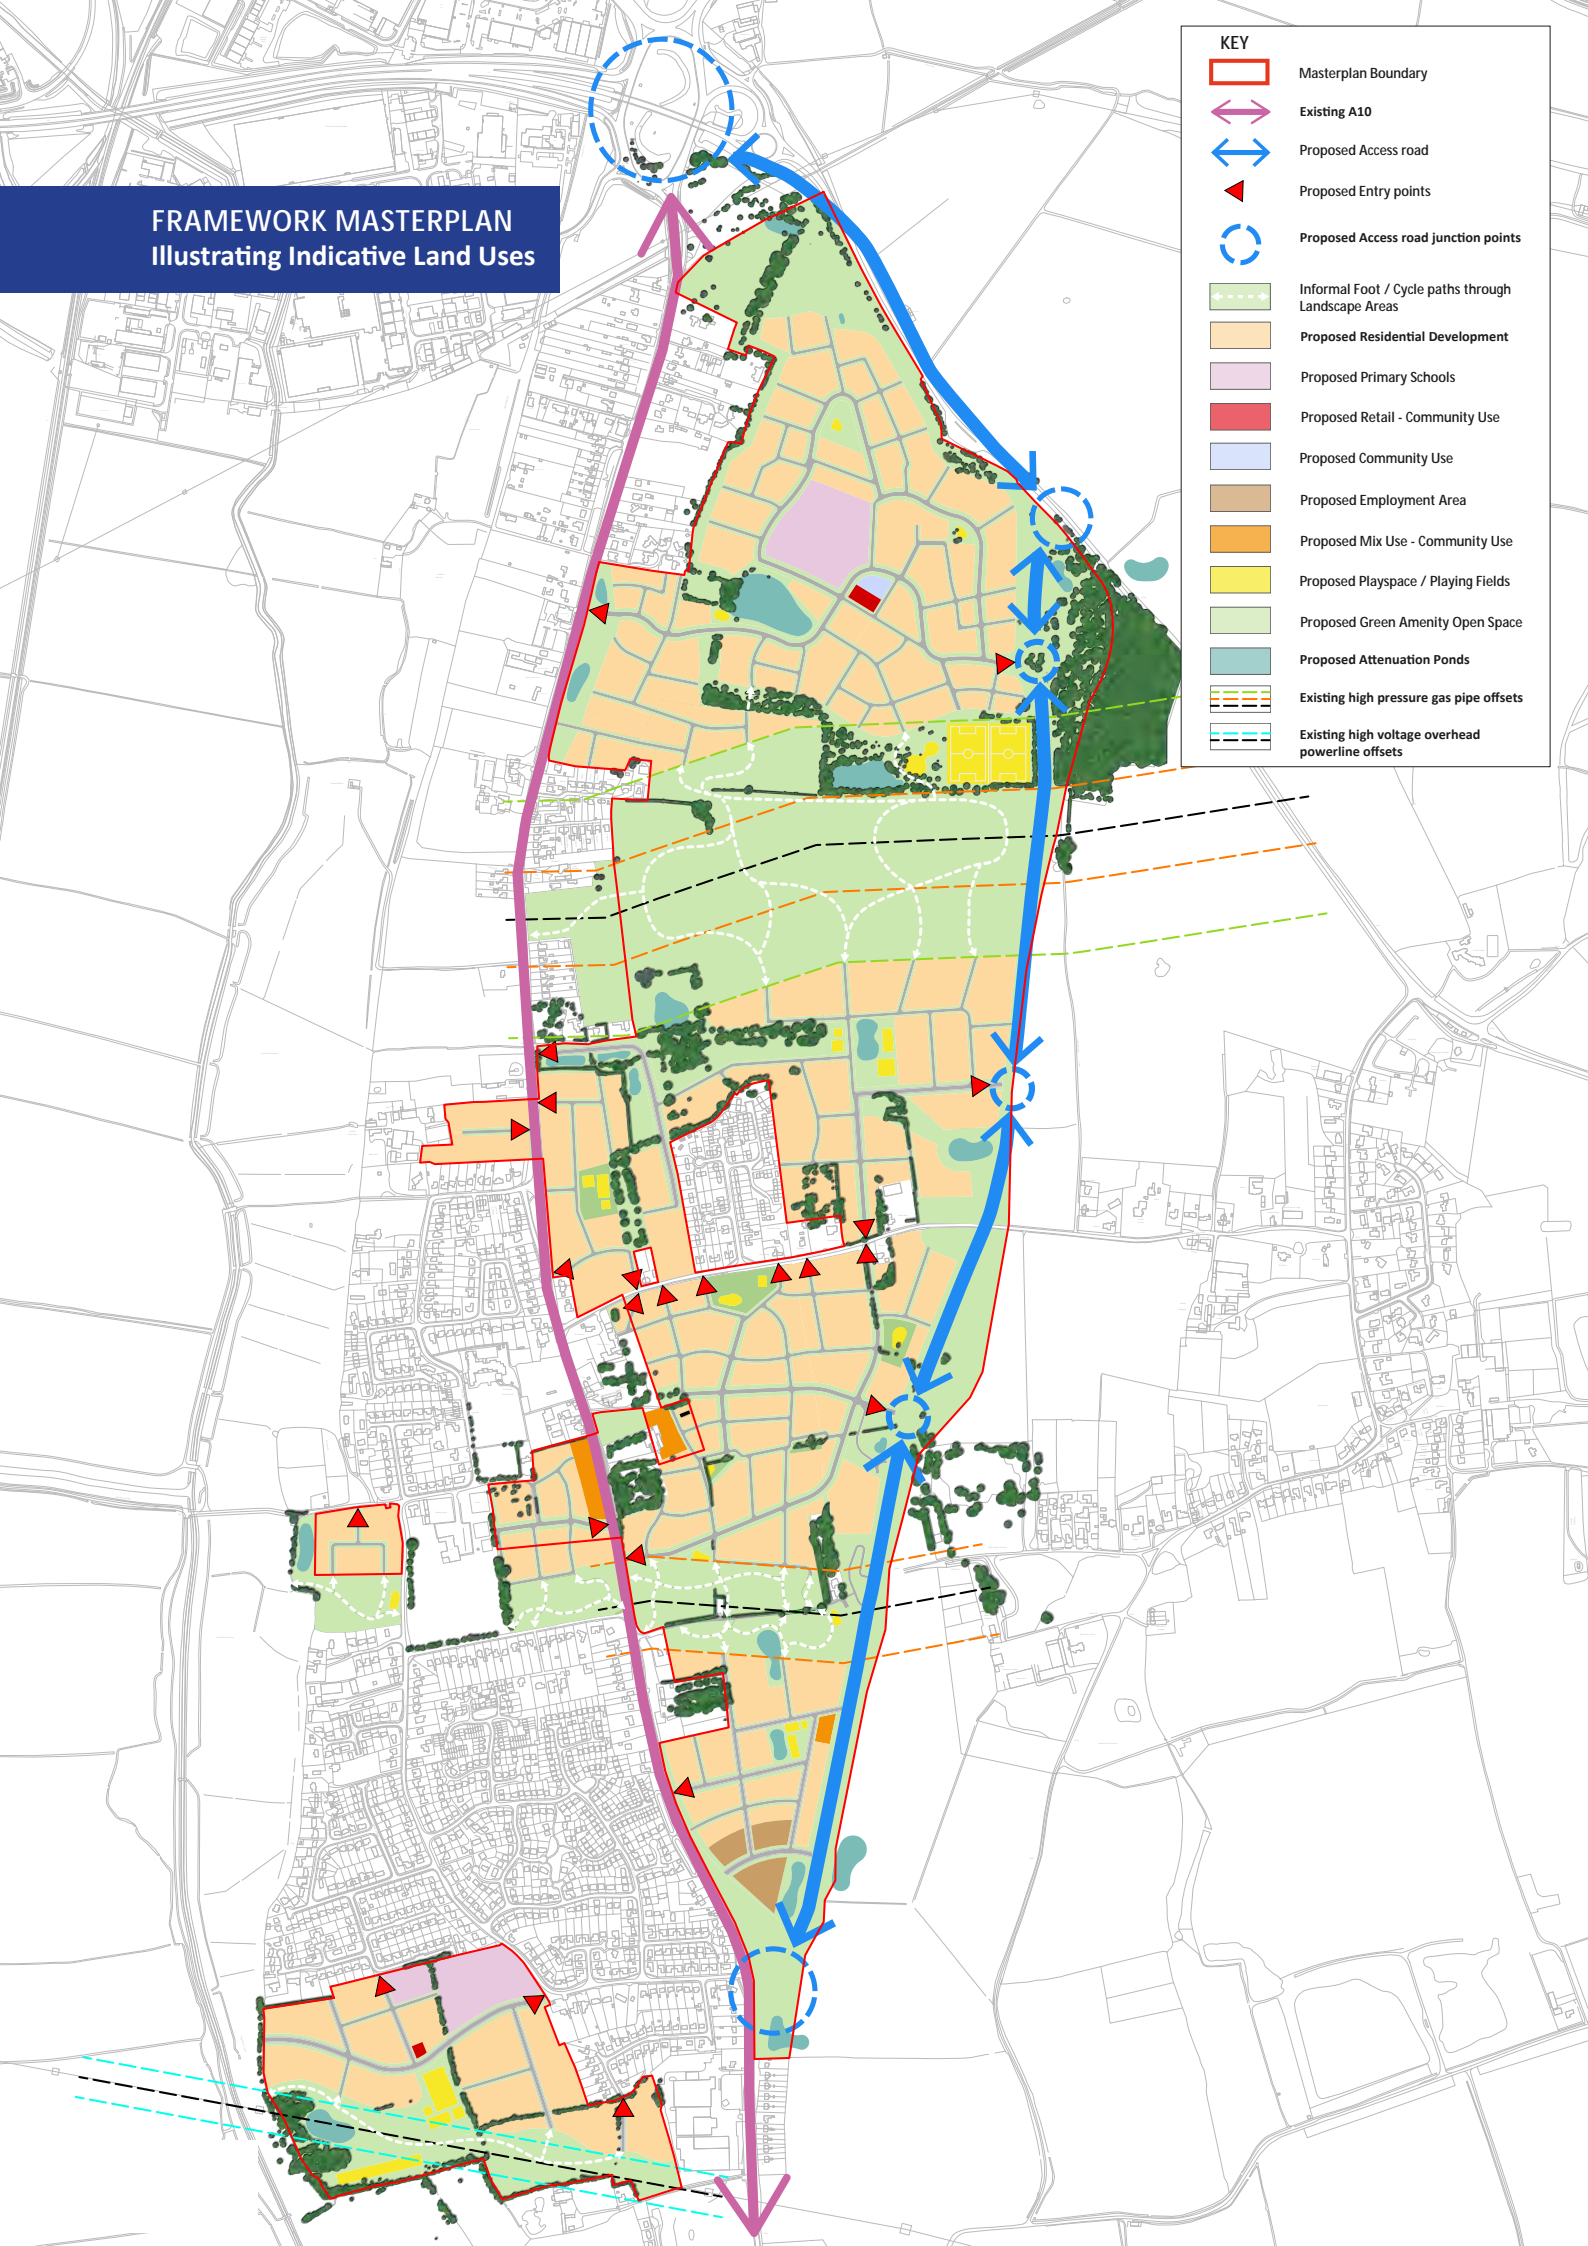 FRAMEWORK MASTERPLAN
Illustrating Indicative Land Uses
KEY
Masterplan Boundary
Existing A10
Proposed Access road
Proposed Entry points
Proposed Access road junction points
Informal Foot / Cycle paths through
Landscape Areas
Proposed Residential Development
Proposed Primary Schools
Proposed Retail - Community Use
Proposed Community Use
Proposed Employment Area
Proposed Mix Use - Community Use
Proposed Playspace / Playing Fields
Proposed Green Amenity Open Space
Proposed Attenuation Ponds
Existing high pressure gas pipe offsets
Existing high voltage overhead
powerline offsets